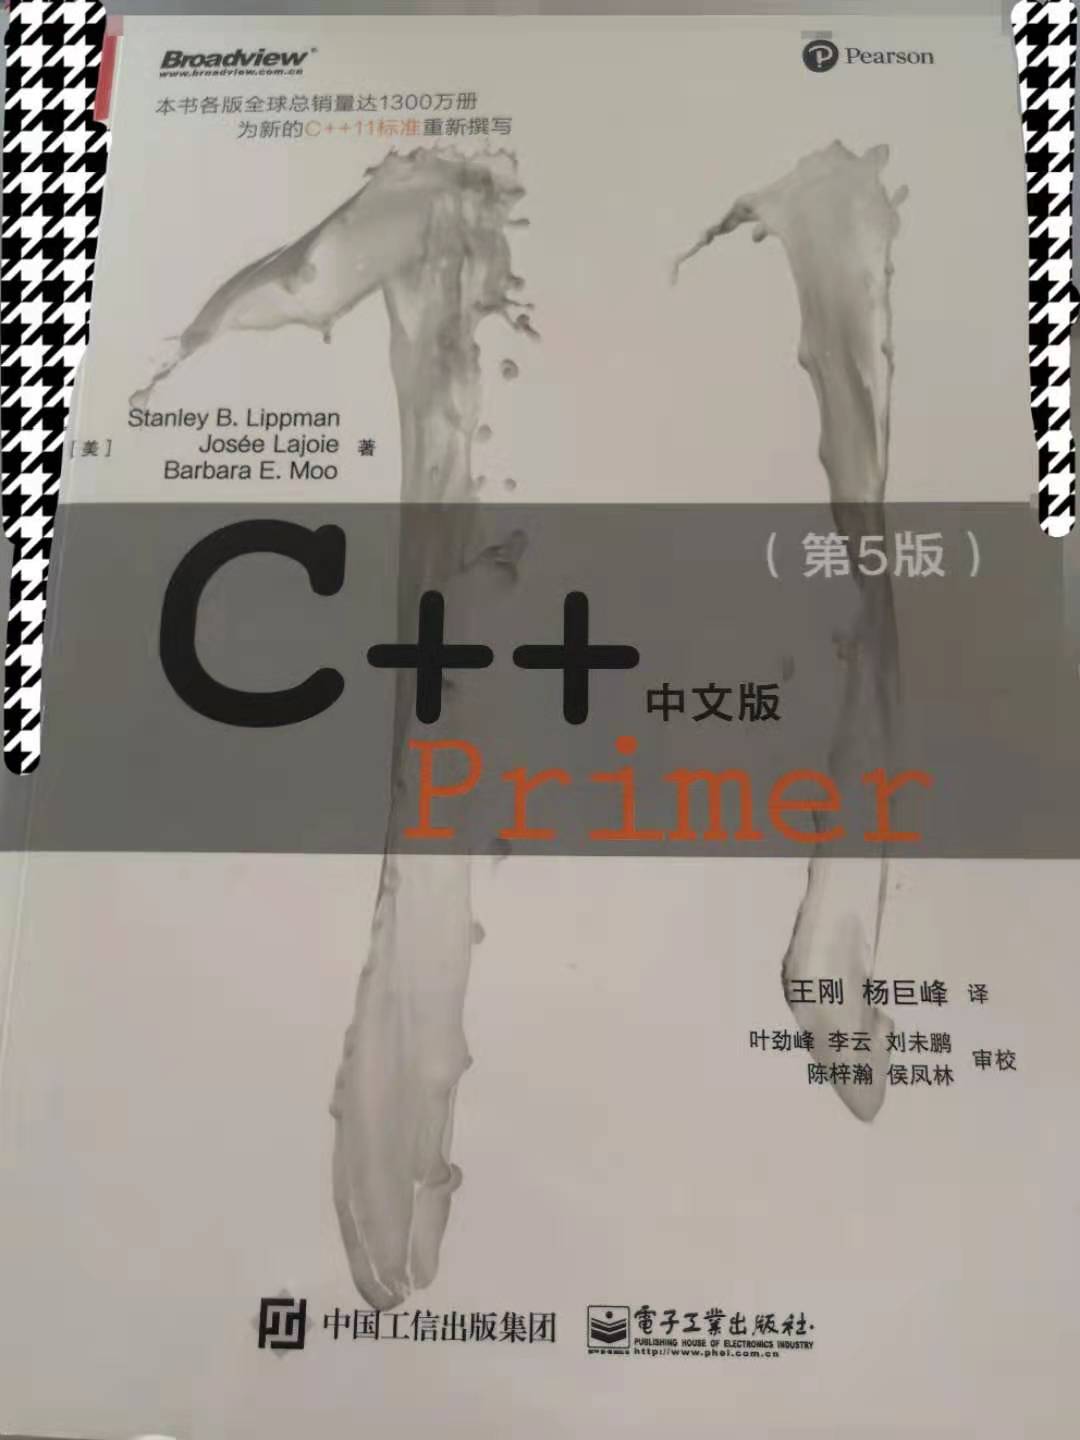 Broadview®
www.broadview.com.cn
Pearson
本书各版全球总销量达1300万册
为新的C++11标准重新撰写
Stanley B. Lippman
[美] Josée Lajoie 著
Barbara E. Moo
(第5版)
C++ 中文版
Primer
王刚 杨巨峰 译
叶劲峰 李云 刘未鹏
陈梓瀚 侯凤林 审校
中国工信出版集团
電子工業出版社.
PUBLISHING HOUSE OF ELECTRONICS INDUSTRY
http://www.phei.com.cn